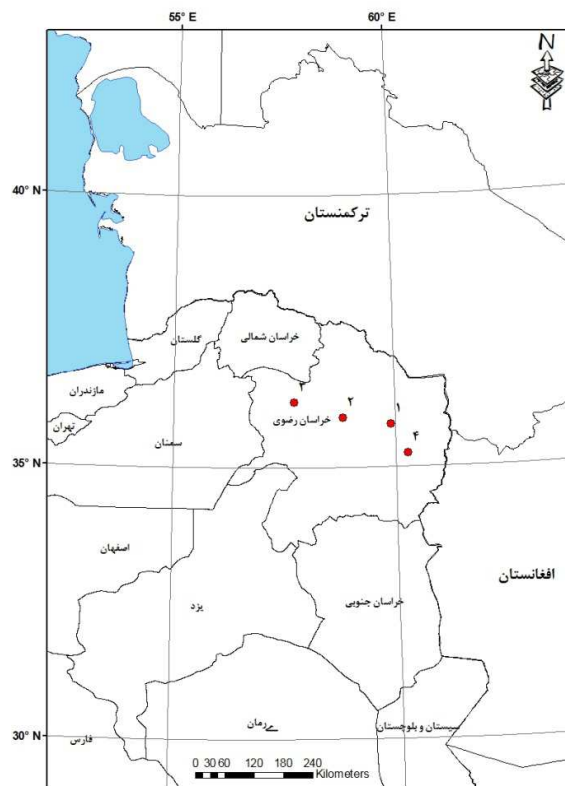 55° E
60° E
N
40° N
ترکمنستان
گلستان
خراسان شمالی
مازندران
۳
۲
۱
تهران
سمنان
خراسان رضوی
۴
35° N
اصفهان
افغانستان
یزد
خراسان جنوبی
30° N
فارس
ےرمان
سیستان و بلوچستان
0 30 60 120 180 240
Kilometers